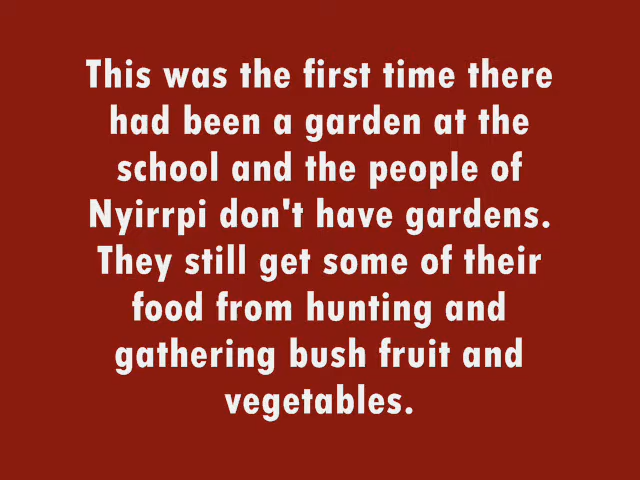 This was the first time there
had been a garden at the
school and the people of
Nyirrpi don't have gardens.
They still get some of their
food from hunting and
gathering bush fruit and
vegetables.